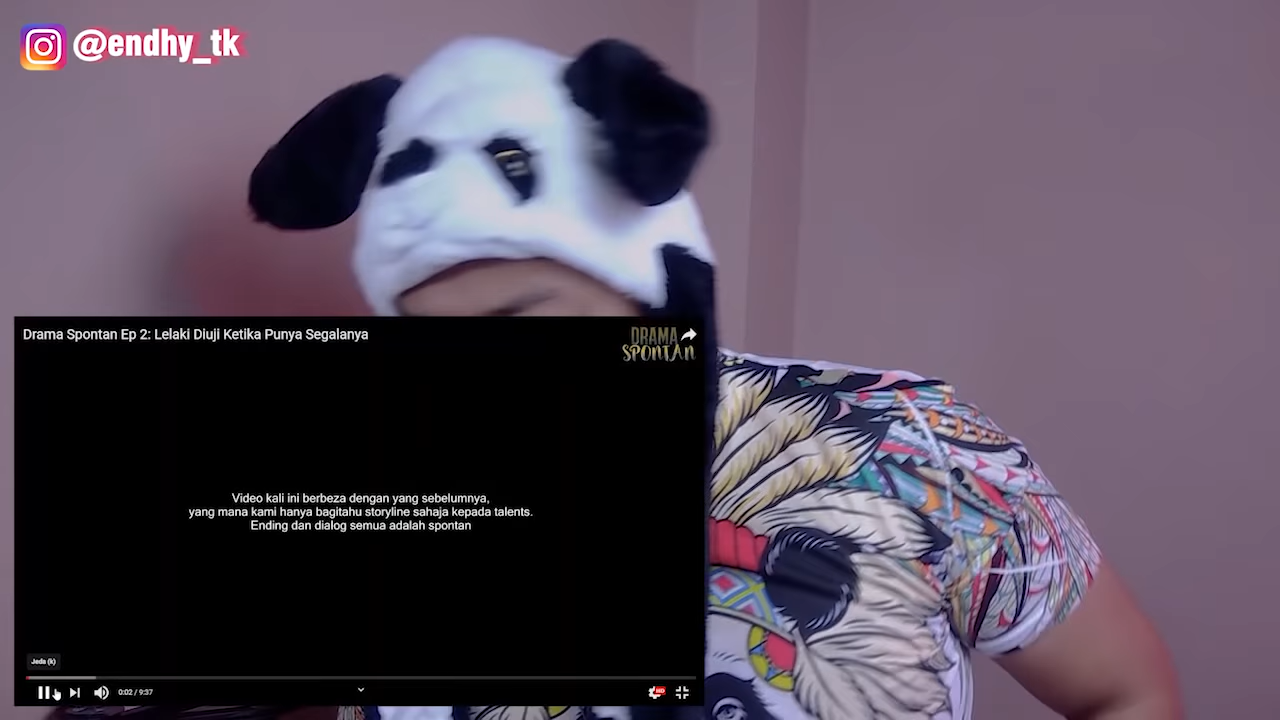 @endhy_tk
Drama Spontan Ep 2: Lelaki Diuji Ketika Punya Segalanya
DRAMA
SPONTAN
Video kali ini berbeza dengan yang sebelumnya,
yang mana kami hanya bagitahu storyline sahaja kepada talents.
Ending dan dialog semua adalah spontan
Jeda (k)
0:02 / 9:37
HD